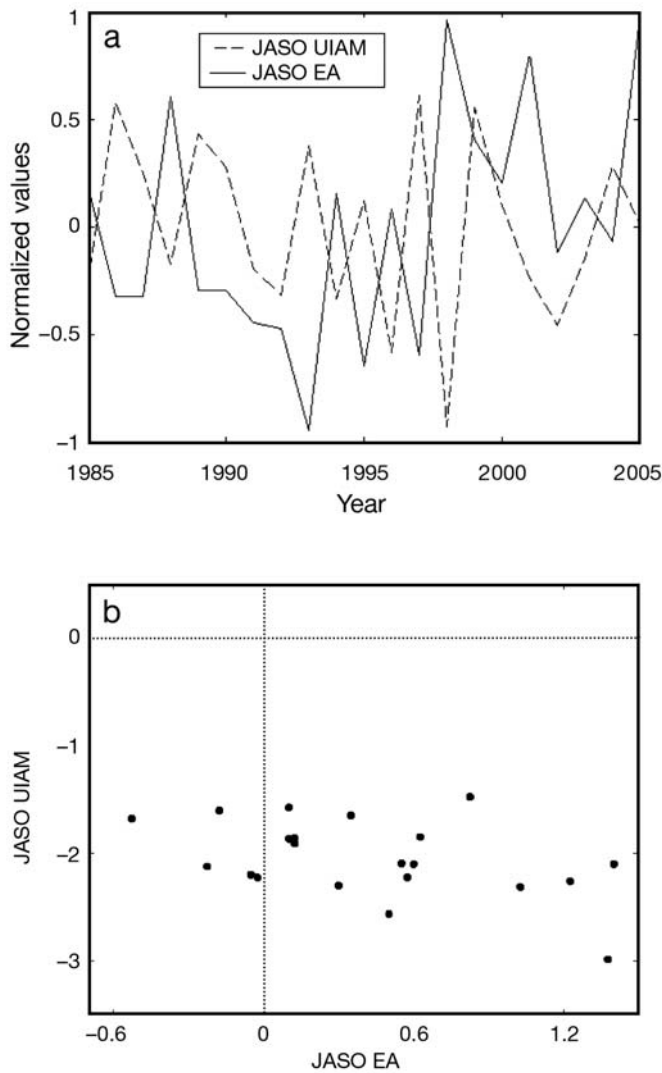 a
JASO UIAM
JASO EA
1
0.5
0
−0.5
−1
Normalized values
1985 1990 1995 2000 2005
Year
b
0
−1
−2
−3
JASO UIAM
−0.6 0 0.6 1.2
JASO EA